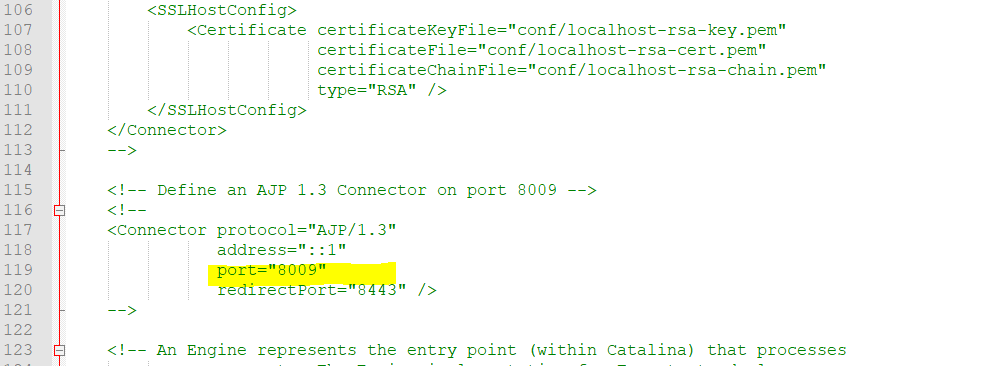 106 <SSLHostConfig>
107 <Certificate certificateKeyFile="conf/localhost-rsa-key.pem"
108 certificateFile="conf/localhost-rsa-cert.pem"
109 certificateChainFile="conf/localhost-rsa-chain.pem"
110 type="RSA" />
111 </SSLHostConfig>
112 </Connector>
113 -->
114
115 <!-- Define an AJP 1.3 Connector on port 8009 -->
116 <!--
117 <Connector protocol="AJP/1.3"
118 address="::1"
119 port="8009"
120 redirectPort="8443" />
121 -->
122
123 <!-- An Engine represents the entry point (within Catalina) that processes